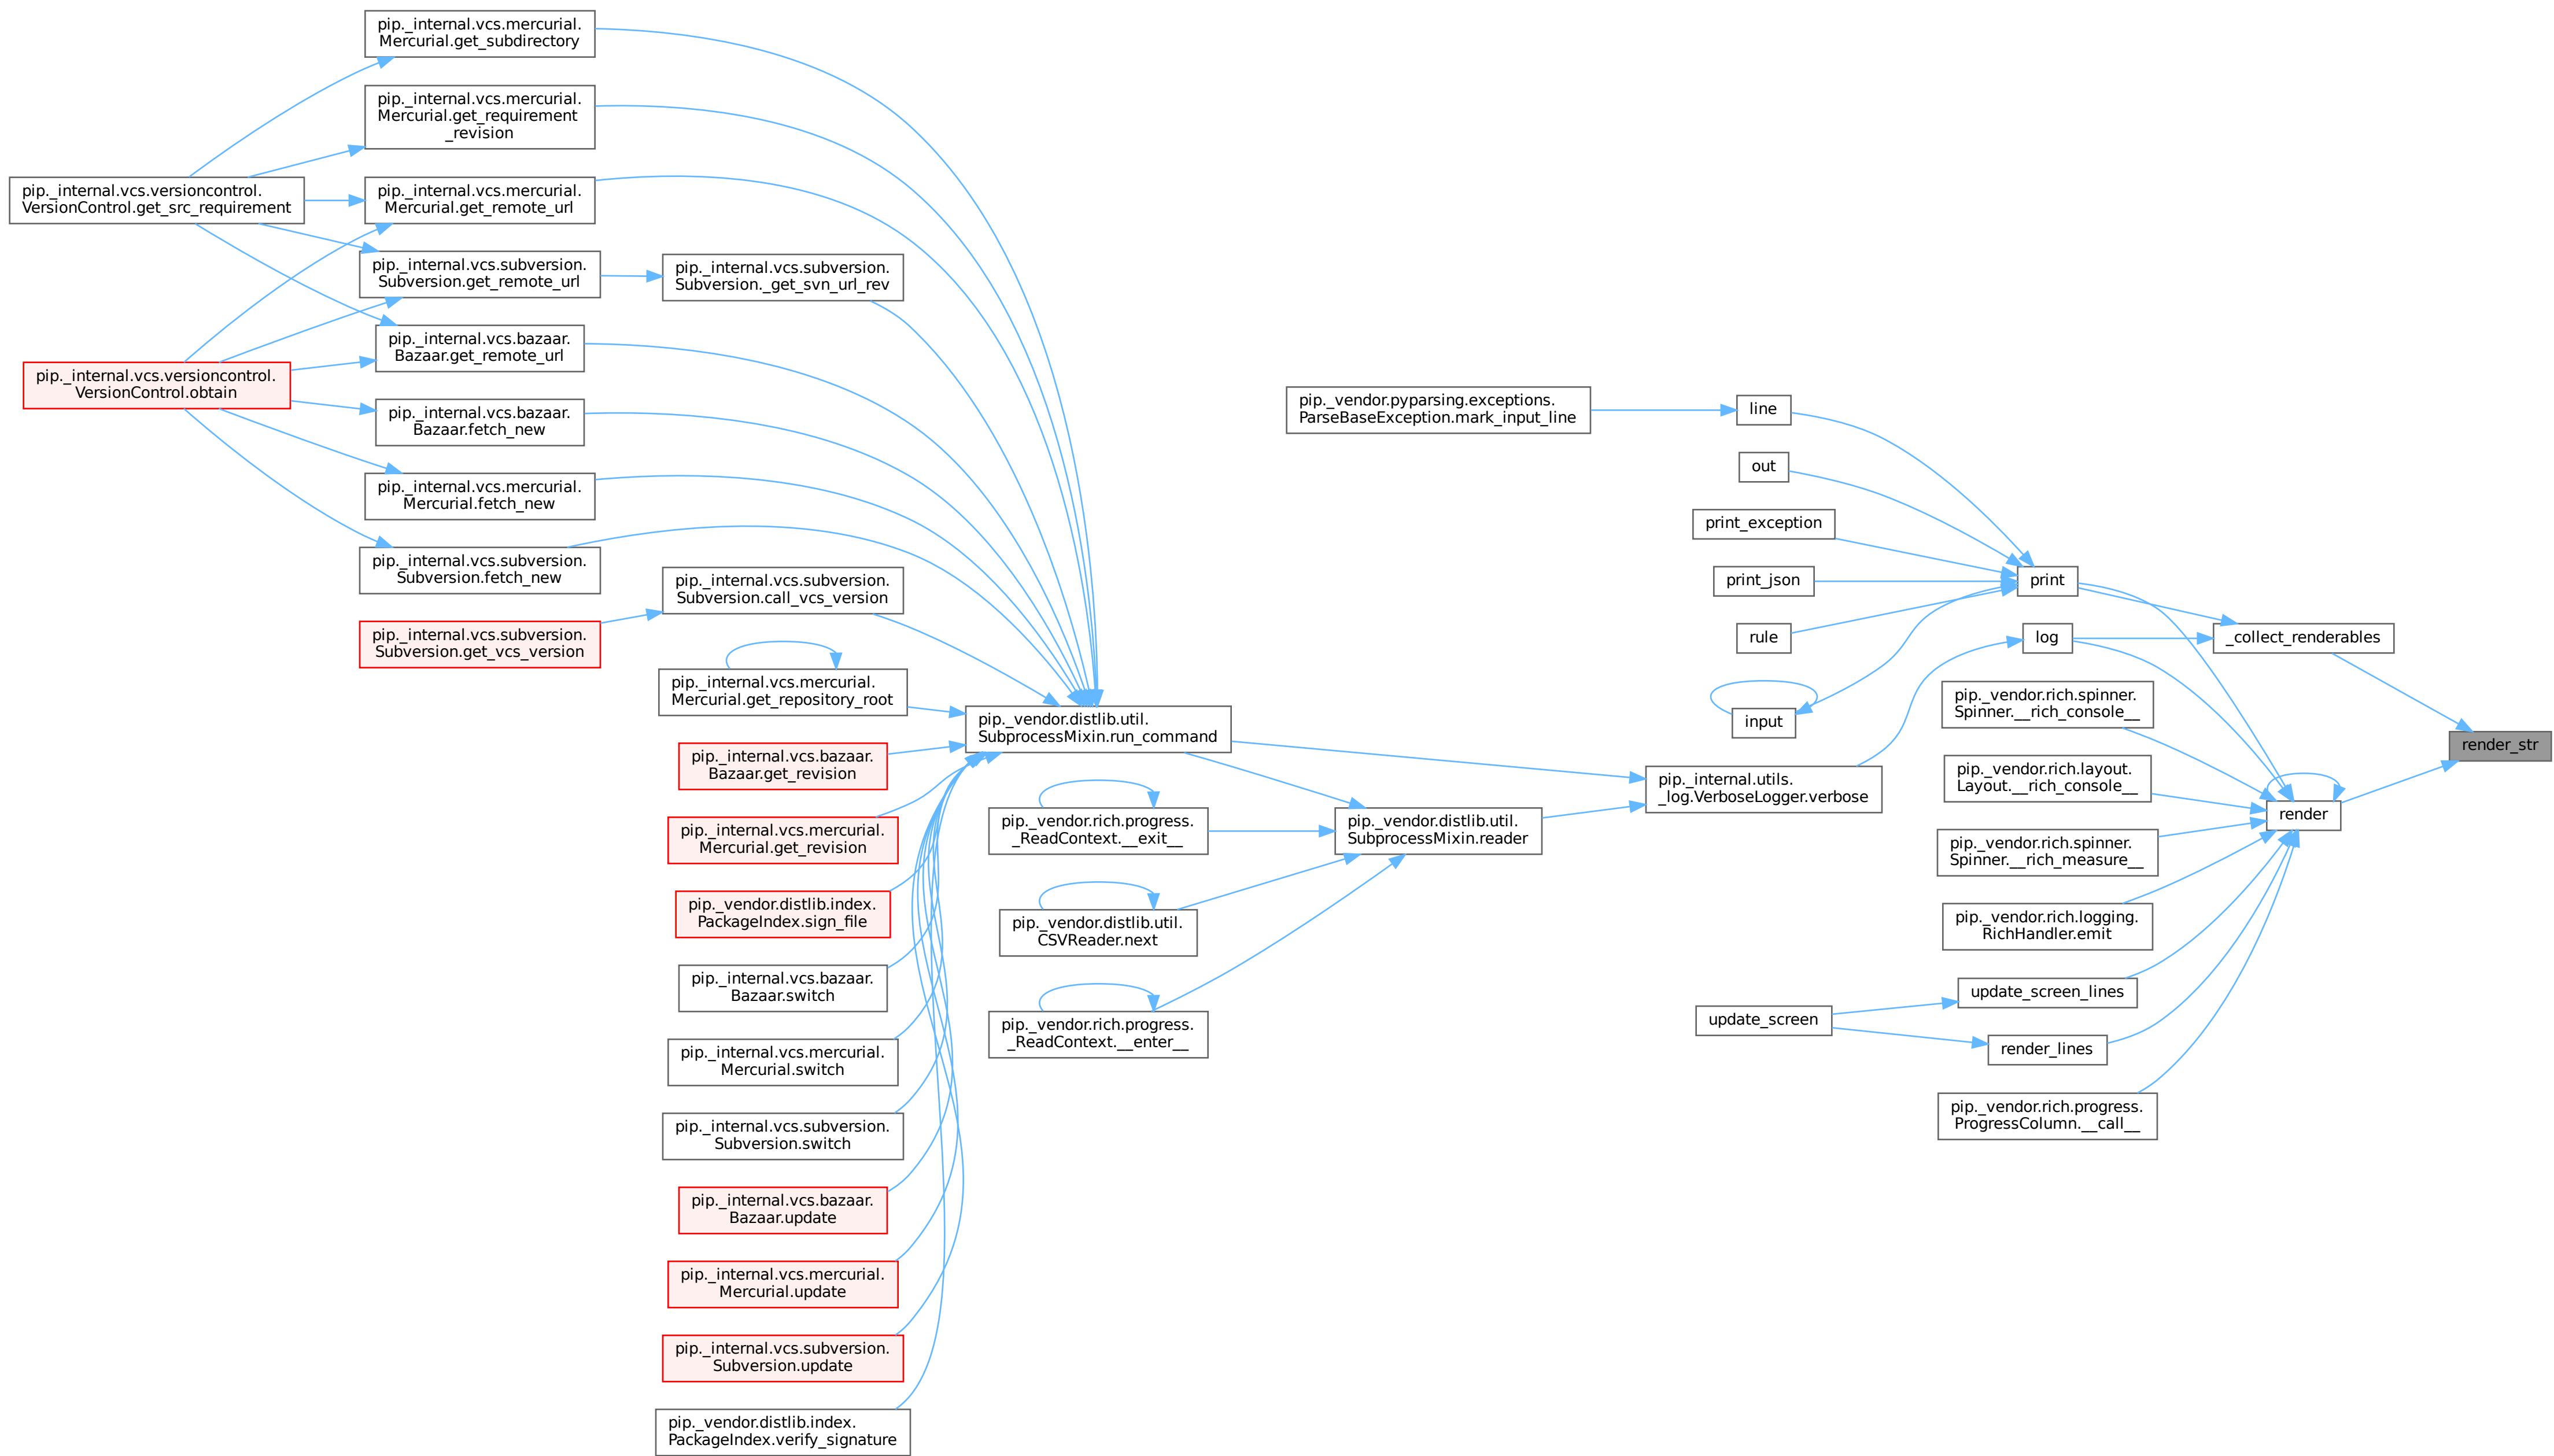 pip._internal.vcs.mercurial.
Mercurial.get_subdirectory
pip._internal.vcs.mercurial.
Mercurial.get_requirement
_revision
pip._internal.vcs.versioncontrol.
VersionControl.get_src_requirement
pip._internal.vcs.mercurial.
Mercurial.get_remote_url
pip._internal.vcs.subversion.
Subversion.get_remote_url
pip._internal.vcs.subversion.
Subversion._get_svn_url_rev
pip._internal.vcs.bazaar.
Bazaar.get_remote_url
pip._internal.vcs.versioncontrol.
VersionControl.obtain
pip._internal.vcs.bazaar.
Bazaar.fetch_new
pip._internal.vcs.mercurial.
Mercurial.fetch_new
pip._internal.vcs.subversion.
Subversion.fetch_new
pip._internal.vcs.subversion.
Subversion.call_vcs_version
pip._internal.vcs.subversion.
Subversion.get_vcs_version
pip._internal.vcs.mercurial.
Mercurial.get_repository_root
pip._vendor.distlib.util.
SubprocessMixin.run_command
pip._internal.vcs.bazaar.
Bazaar.get_revision
pip._internal.vcs.mercurial.
Mercurial.get_revision
pip._vendor.distlib.index.
PackageIndex.sign_file
pip._internal.vcs.bazaar.
Bazaar.switch
pip._internal.vcs.mercurial.
Mercurial.switch
pip._internal.vcs.subversion.
Subversion.switch
pip._internal.vcs.bazaar.
Bazaar.update
pip._internal.vcs.mercurial.
Mercurial.update
pip._internal.vcs.subversion.
Subversion.update
pip._vendor.distlib.index.
PackageIndex.verify_signature
pip._vendor.rich.progress.
_ReadContext.__exit__
pip._vendor.distlib.util.
CSVReader.next
pip._vendor.rich.progress.
_ReadContext.__enter__
pip._vendor.distlib.util.
SubprocessMixin.reader
pip._internal.utils.
_log.VerboseLogger.verbose
pip._vendor.pyparsing.exceptions.
ParseBaseException.mark_input_line
line
out
print_exception
print_json
rule
input
print
log
_collect_renderables
render_str
pip._vendor.rich.spinner.
Spinner.__rich_console__
pip._vendor.rich.layout.
Layout.__rich_console__
render
pip._vendor.rich.spinner.
Spinner.__rich_measure__
pip._vendor.rich.logging.
RichHandler.emit
update_screen_lines
update_screen
render_lines
pip._vendor.rich.progress.
ProgressColumn.__call__